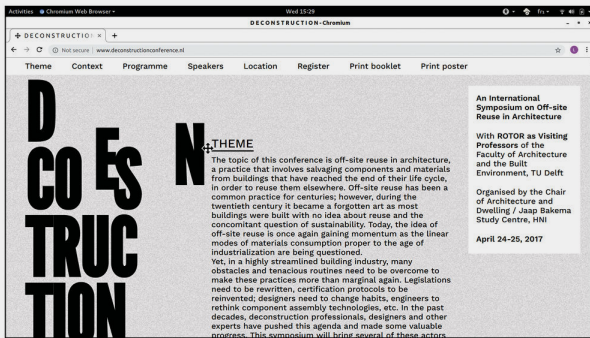 Activities
Chromium Web Browser
Wed 15:29
fr₁
DECONSTRUCTION - Chromium
DECONSTRUCTION
Not secure | www.deconstructionconference.nl
Theme
Context
Programme
Speakers
Location
Register
Print booklet
Print poster
D
CO ES N
TRUC
TION
THEME
The topic of this conference is off-site reuse in architecture,
a practice that involves salvaging components and materials
from buildings that have reached the end of their life cycle,
in order to reuse them elsewhere. Off-site reuse has been a
common practice for centuries; however, during the
twentieth century it became a forgotten art as most
buildings were built with no idea about reuse and the
concomitant question of sustainability. Today, the idea of
off-site reuse is once again gaining momentum as the linear
modes of materials consumption proper to the age of
industrialization are being questioned.
Yet, in a highly streamlined building industry, many
obstacles and tenacious routines need to be overcome to
make these practices more than marginal again. Legislations
need to be rewritten, certification protocols to be
reinvented; designers need to change habits, engineers to
rethink component assembly technologies, etc. In the past
decades, deconstruction professionals, designers and other
experts have pushed this agenda and made some valuable
progress. This symposium will bring several of these actors
An International
Symposium on Off-site
Reuse in Architecture
With ROTOR as Visiting
Professors of the
Faculty of Architecture
and the Built
Environment, TU Delft
Organised by the Chair
of Architecture and
Dwelling / Jaap Bakema
Study Centre, HNI
April 24-25, 2017